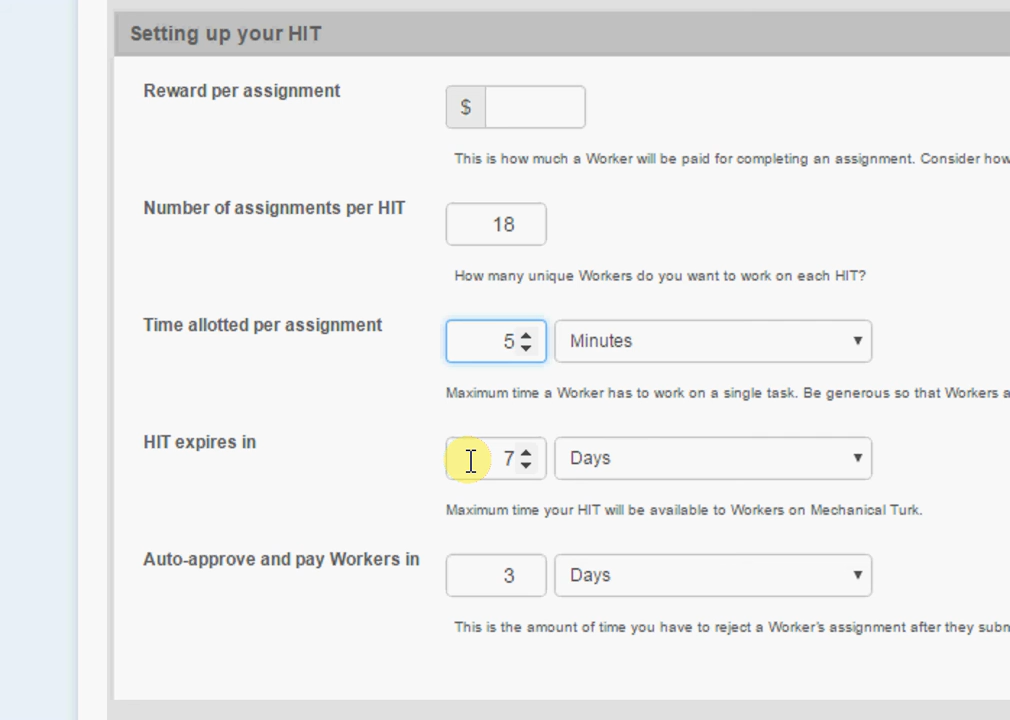 Setting up your HIT
Reward per assignment
$
This is how much a Worker will be paid for completing an assignment. Consider how
Number of assignments per HIT
18
How many unique Workers do you want to work on each HIT?
Time allotted per assignment
5 Minutes
Maximum time a Worker has to work on a single task. Be generous so that Workers a
HIT expires in
7 Days
Maximum time your HIT will be available to Workers on Mechanical Turk.
Auto-approve and pay Workers in
3 Days
This is the amount of time you have to reject a Worker's assignment after they subm